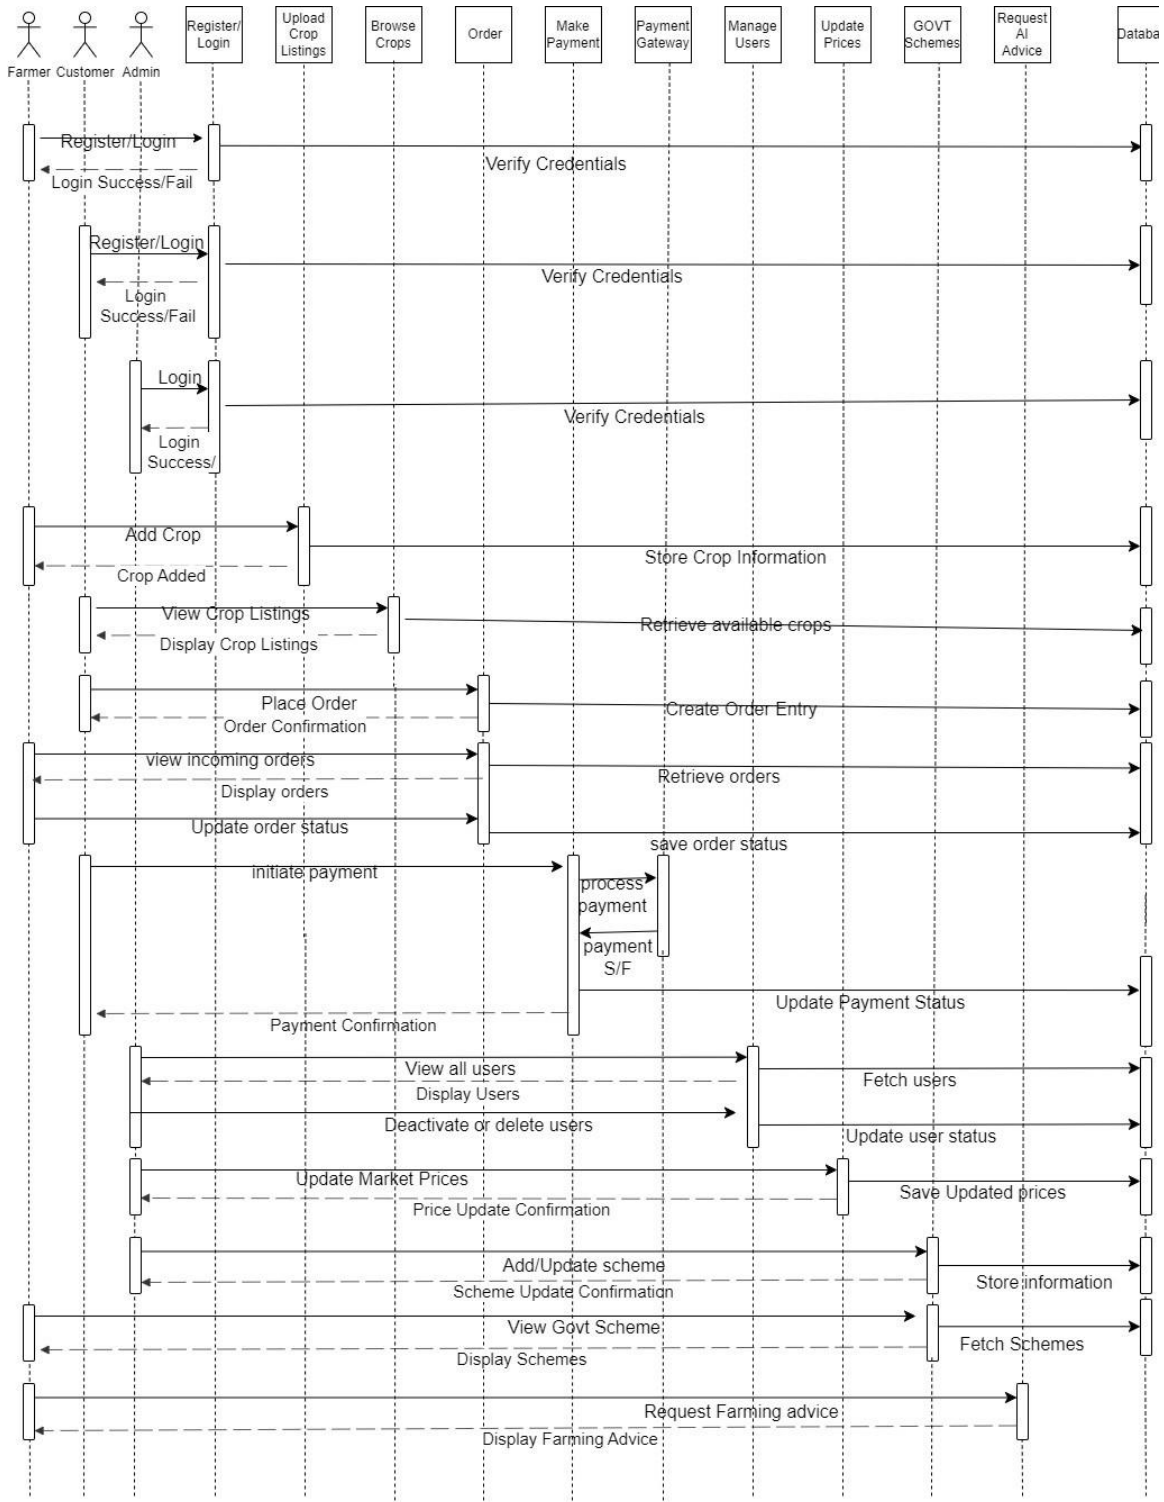 Farmer
Customer
Admin
Register/
Login
Upload
Crop
Listings
Browse
Crops
Order
Make
Payment
Payment
Gateway
Manage
Users
Update
Prices
GOVT
Schemes
Request
AI
Advice
Databa
Register/Login
Verify Credentials
Login Success/Fail
Register/Login
Verify Credentials
Login
Success/Fail
Login
Verify Credentials
Login
Success/
Add Crop
Store Crop Information
Crop Added
View Crop Listings
Retrieve available crops
Display Crop Listings
Place Order
Create Order Entry
Order Confirmation
view incoming orders
Retrieve orders
Display orders
Update order status
save order status
initiate payment
process
payment
payment
S/F
Update Payment Status
Payment Confirmation
View all users
Fetch users
Display Users
Deactivate or delete users
Update user status
Update Market Prices
Save Updated prices
Price Update Confirmation
Add/Update scheme
Store information
Scheme Update Confirmation
View Govt Scheme
Fetch Schemes
Display Schemes
Request Farming advice
Display Farming Advice